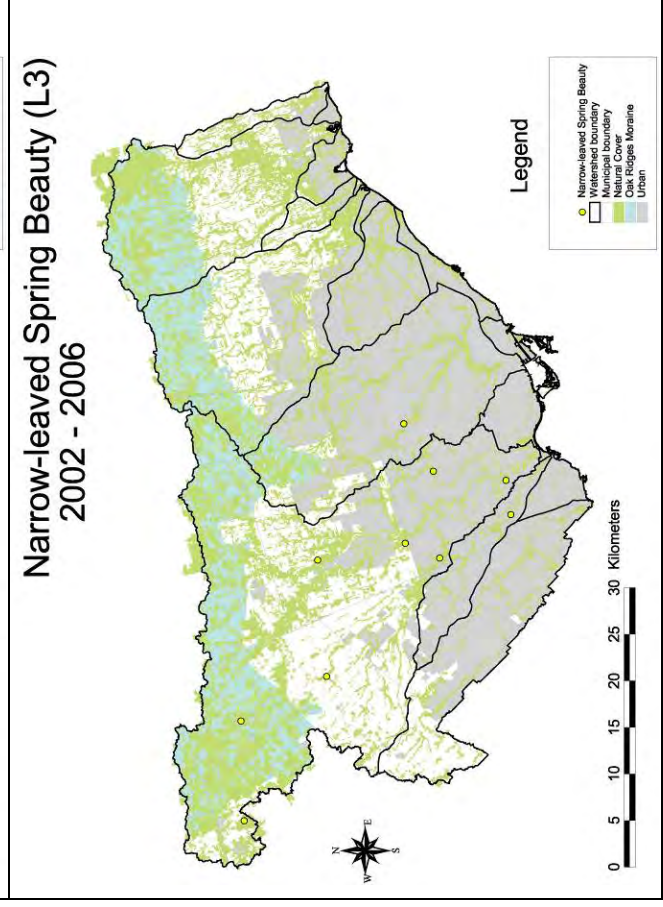 Narrow-leaved Spring Beauty (L3)
2002 - 2006
N
W
E
S
Legend
Narrow-leaved Spring Beauty
Watershed boundary
Municipal boundary
Natural Cover
Oak Ridges Moraine
Urban
0 5 10 15 20 25 30 Kilometers